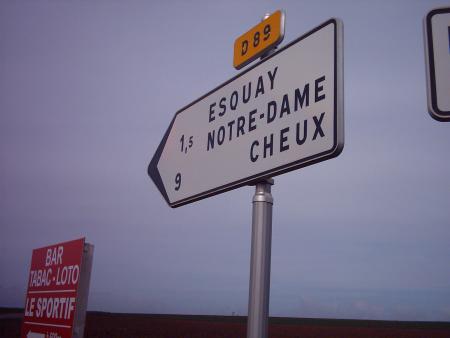 D 89
ESQUAY
1,5 NOTRE-DAME
9 CHEUX
BAR
TABAC - LOTO
LE SPORTIF